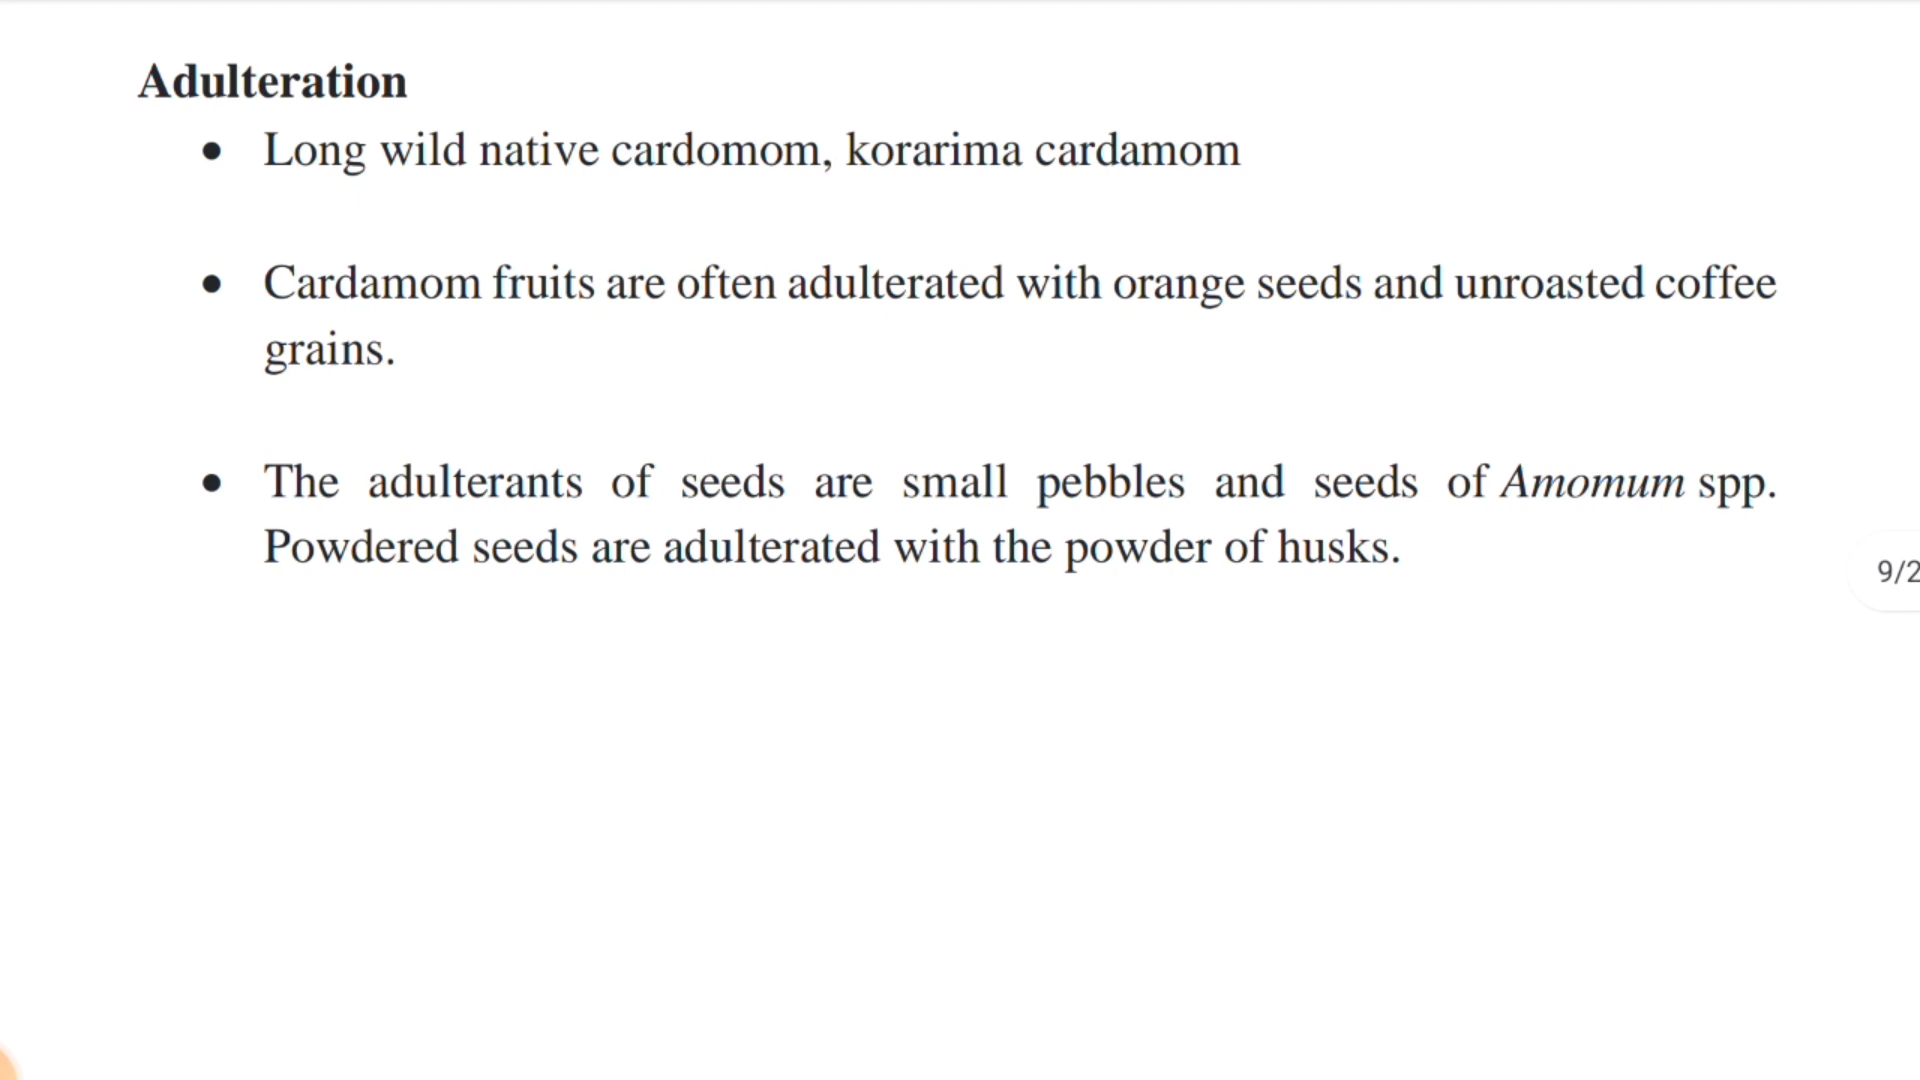 Adulteration
• Long wild native cardomom, korarima cardamom
• Cardamom fruits are often adulterated with orange seeds and unroasted coffee
grains.
• The adulterants of seeds are small pebbles and seeds of Amomum spp.
Powdered seeds are adulterated with the powder of husks.
9/2